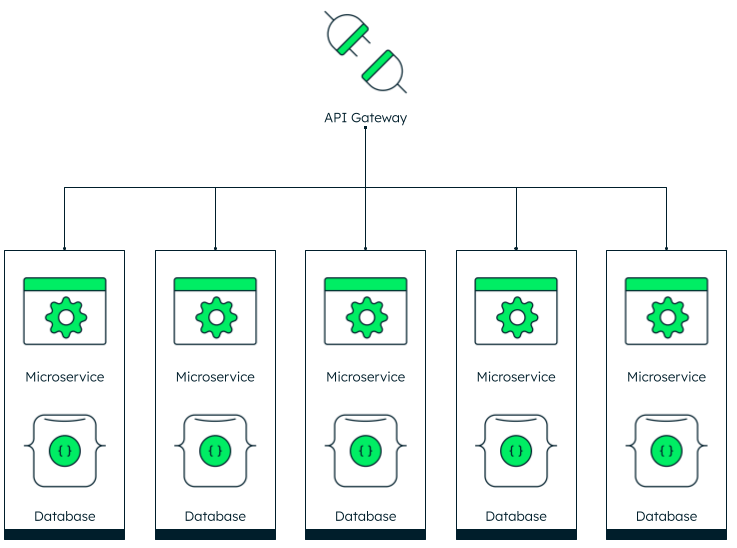 API Gateway
Microservice Microservice Microservice Microservice Microservice
{ } { } { } { } { }
Database Database Database Database Database